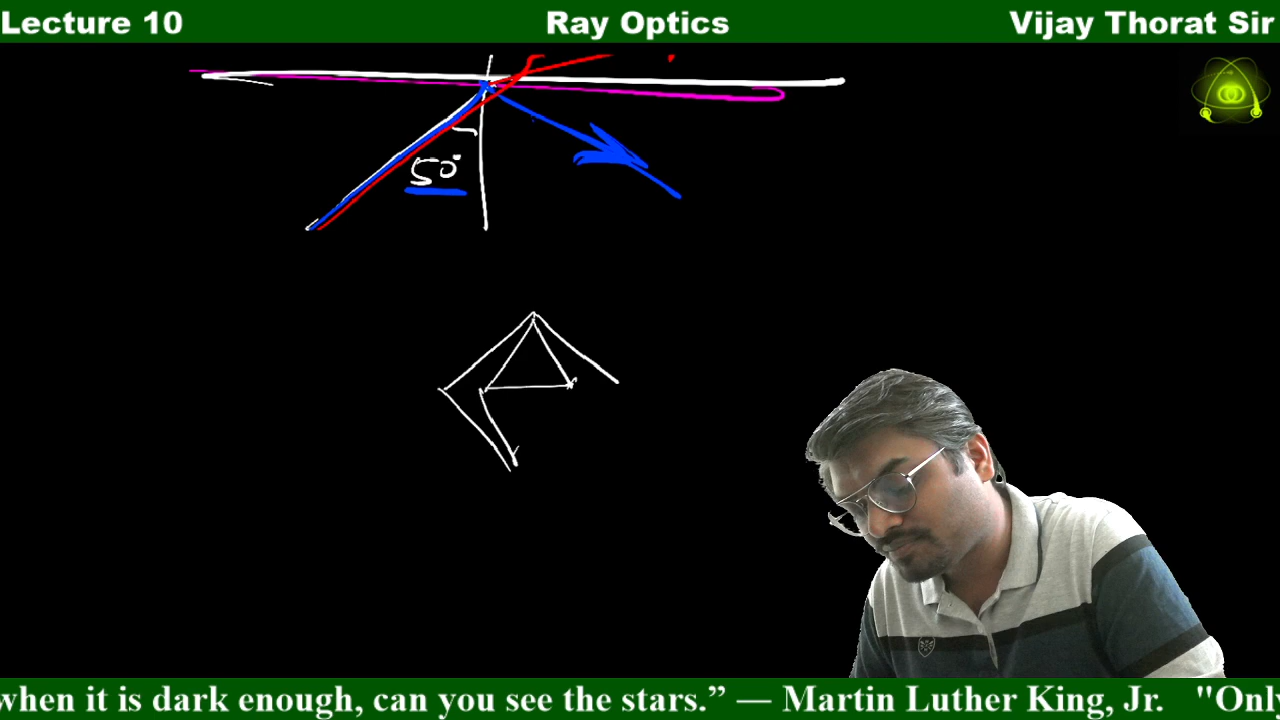 Lecture 10 Ray Optics Vijay Thorat Sir
50°
when it is dark enough, can you see the stars.” — Martin Luther King, Jr. "Only